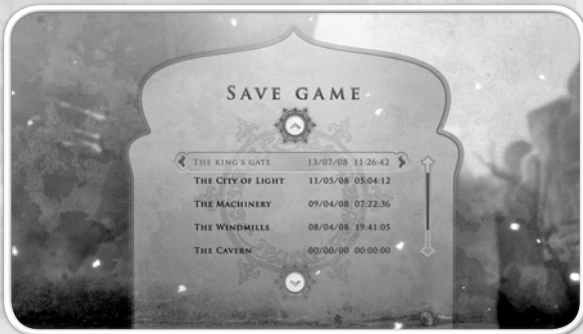 SAVE GAME
THE KING'S GATE 13/07/08 11:26:42
THE CITY OF LIGHT 11/05/08 05:04:12
THE MACHINERY 09/04/08 07:22:36
THE WINDMILLS 08/04/08 19:41:05
THE CAVERN 00/00/00 00:00:00